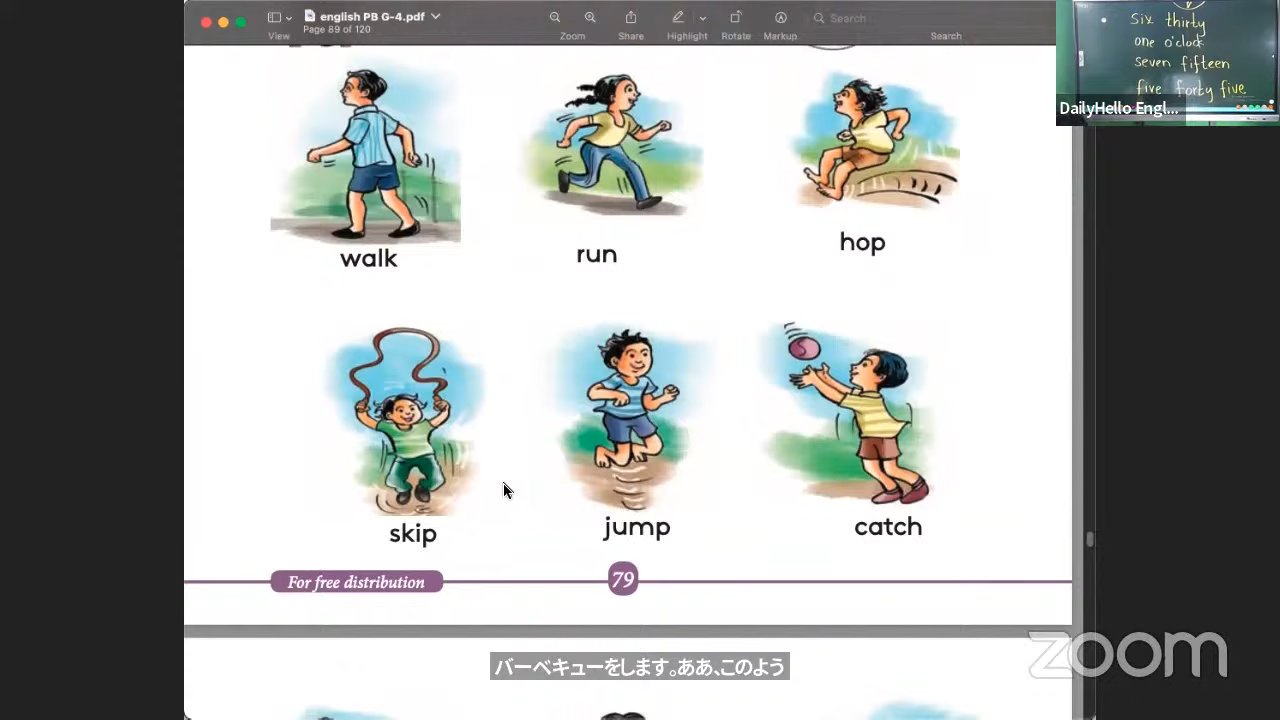 english PB G-4.pdf
Page 89 of 120
View
Zoom
Share
Highlight
Rotate
Markup
Search
Search
Six thirty
one o'clock
seven fifteen
five forty five
DailyHello Engl...
walk
run
hop
skip
jump
catch
For free distribution
79
バーベキューをします。ああ、このよう
zoom